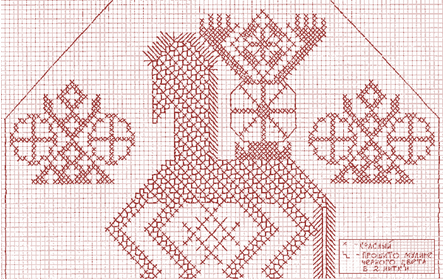 - КРАСНЫЙ
- ПРОШИТО МУЛИНЕ
ЧЕРНОГО ЦВЕТА
В 2 НИТКИ